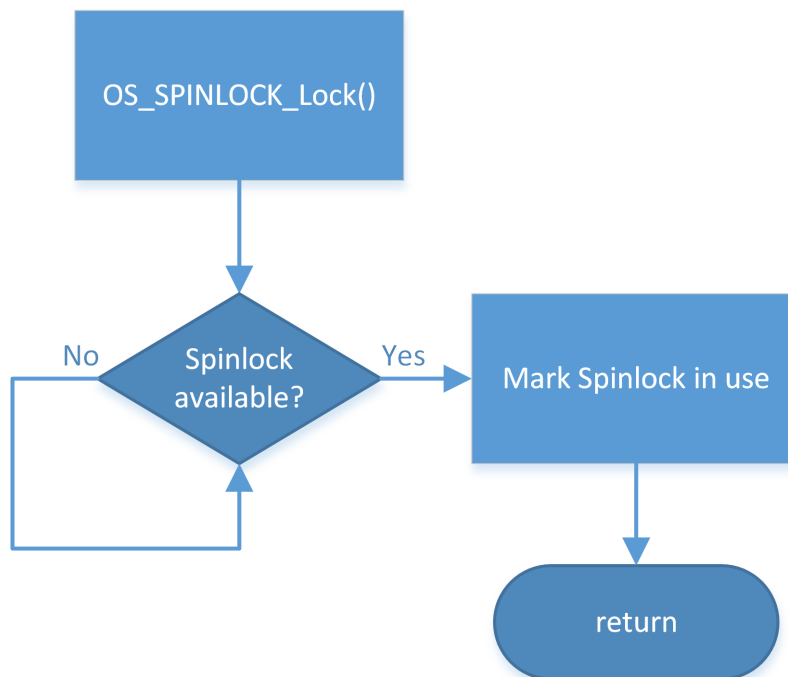 OS_SPINLOCK_Lock()
No
Spinlock
available?
Yes
Mark Spinlock in use
return